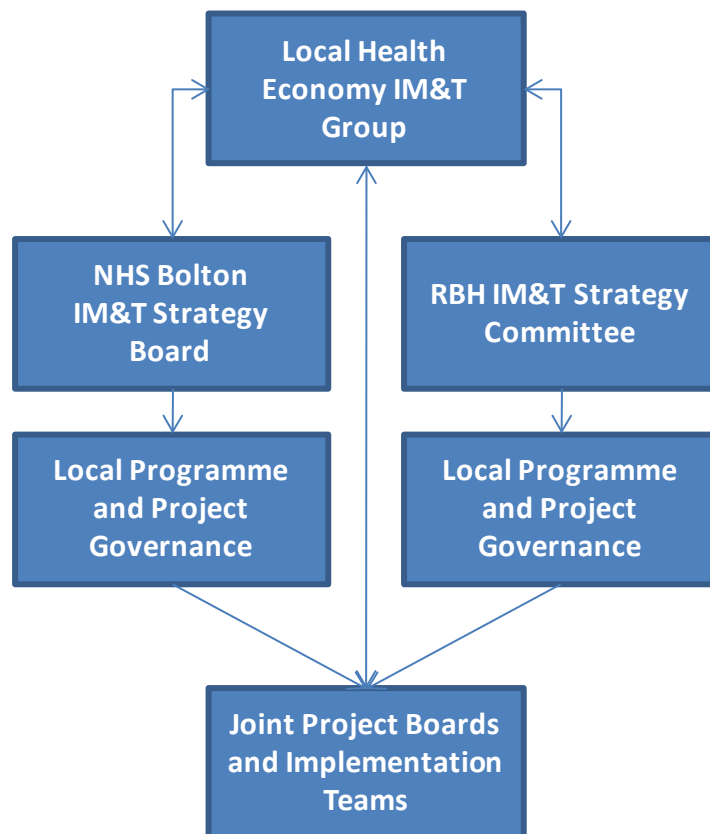 Local Health
Economy IM&T
Group
NHS Bolton
IM&T Strategy
Board
RBH IM&T Strategy
Committee
Local Programme
and Project
Governance
Local Programme
and Project
Governance
Joint Project Boards
and Implementation
Teams